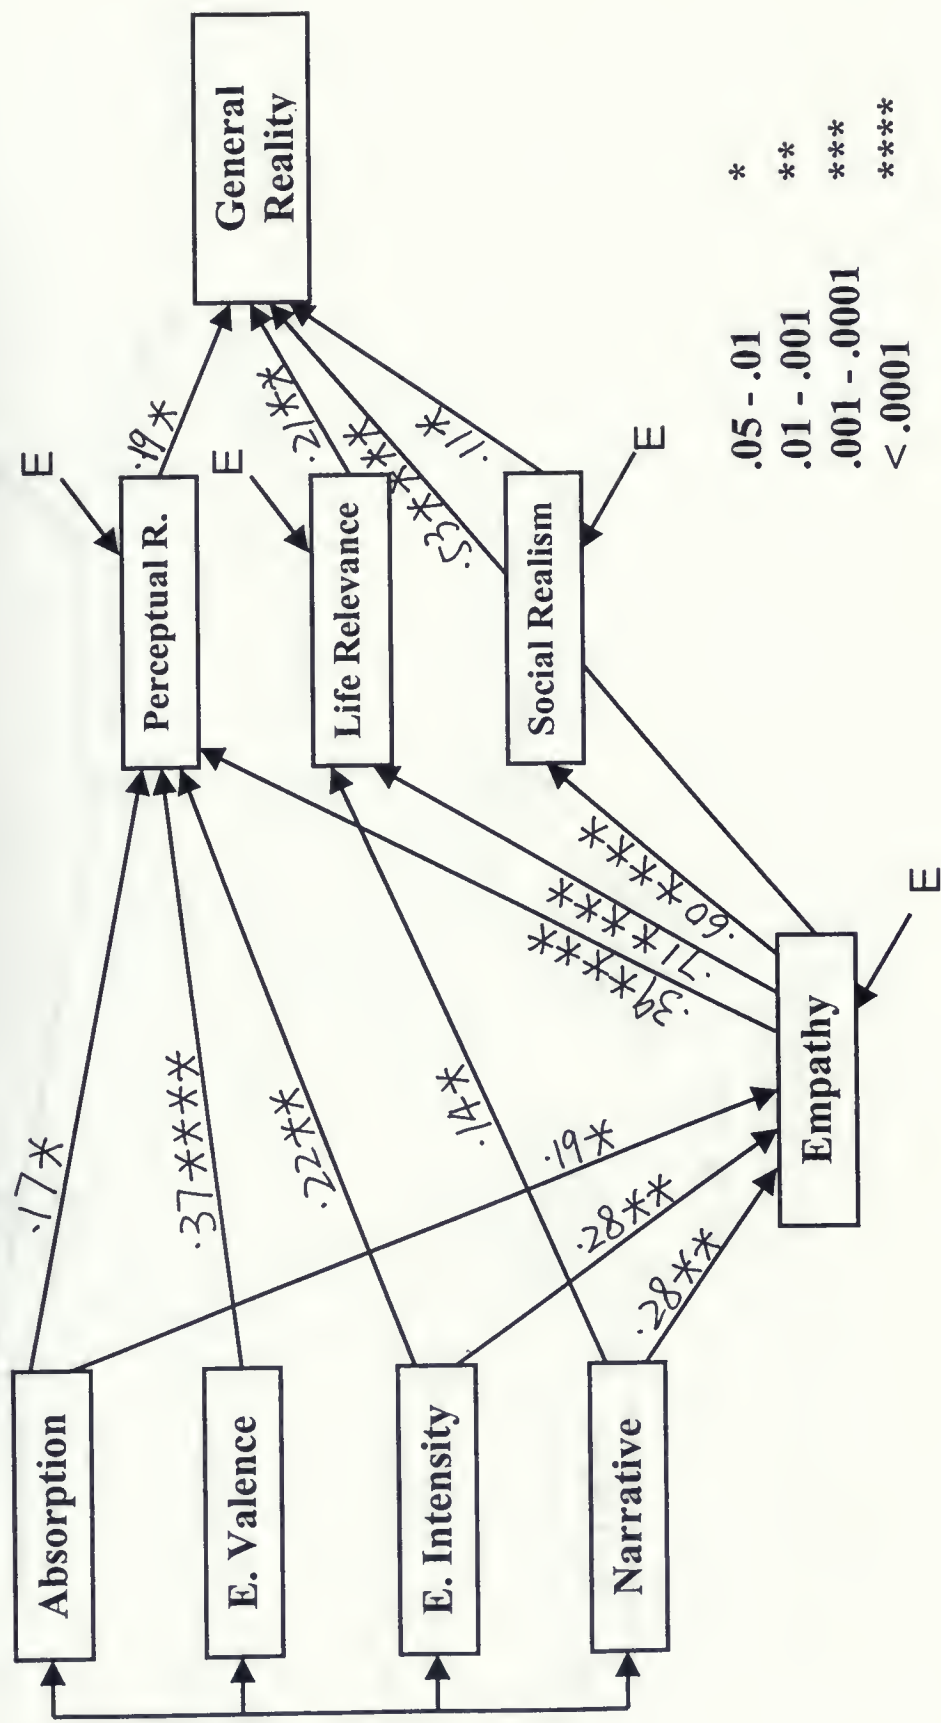 Absorption
E. Valence
E. Intensity
Narrative
.17*
.37****
.22**
.14*
.19*
.28**
.28**
Empathy
E
.39****
.71****
.60****
Perceptual R.
E
Life Relevance
E
Social Realism
E
.19*
.21**
.53****
.11*
General
Reality
.05 - .01 *
.01 - .001 **
.001 - .0001 ***
< .0001 ****